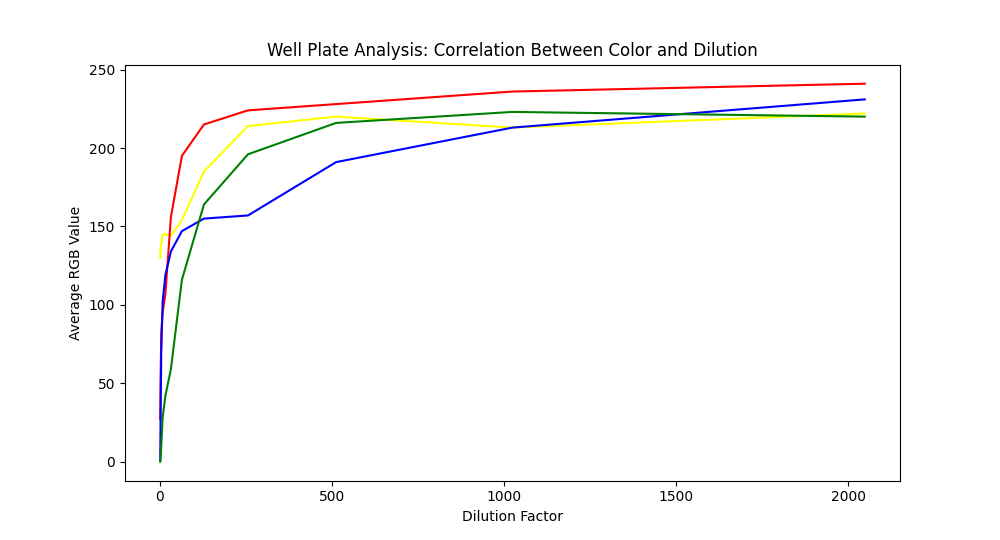 Well Plate Analysis: Correlation Between Color and Dilution
250
200
150
100
50
0
Average RGB Value
0 500 1000 1500 2000
Dilution Factor